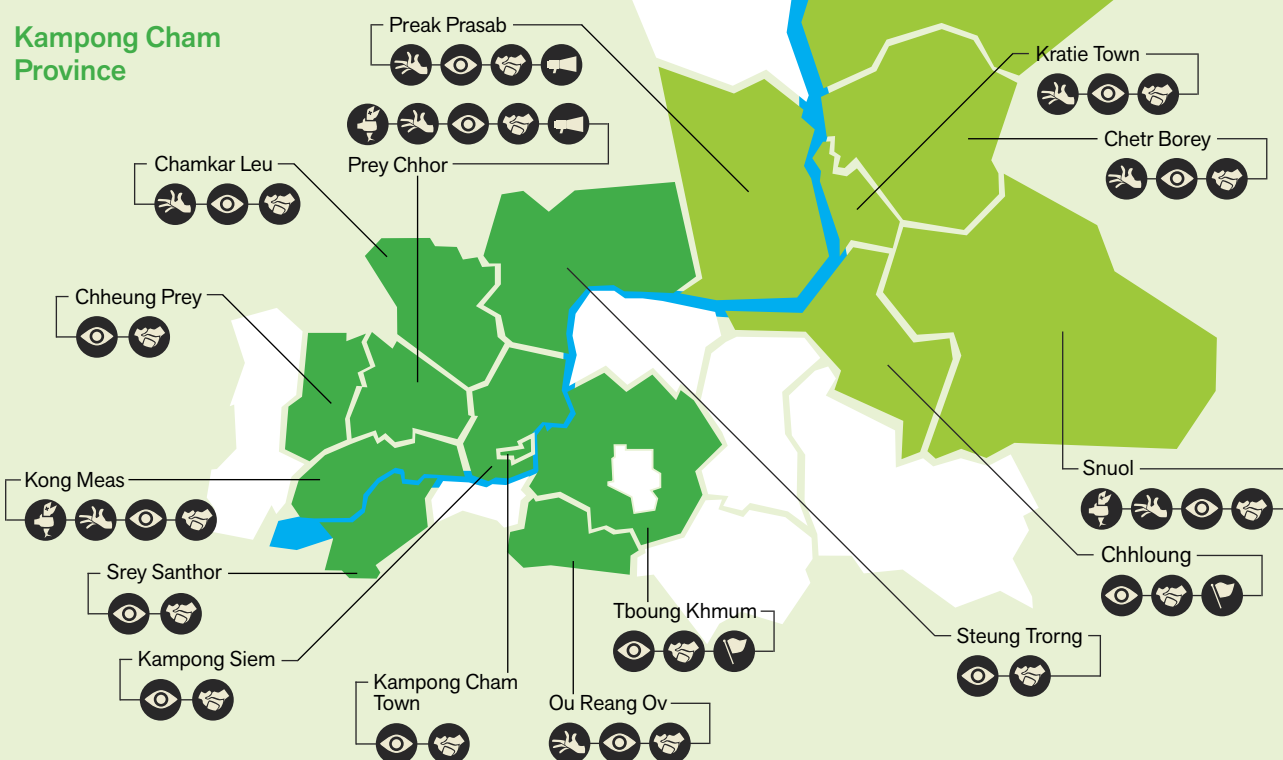 Kampong Cham
Province
Preak Prasab
Kratie Town
Chetr Borey
Prey Chhor
Chamkar Leu
Chheung Prey
Kong Meas
Snuol
Chhloung
Srey Santhor
Tboung Khmum
Steung Trorng
Kampong Siem
Kampong Cham
Town
Ou Reang Ov